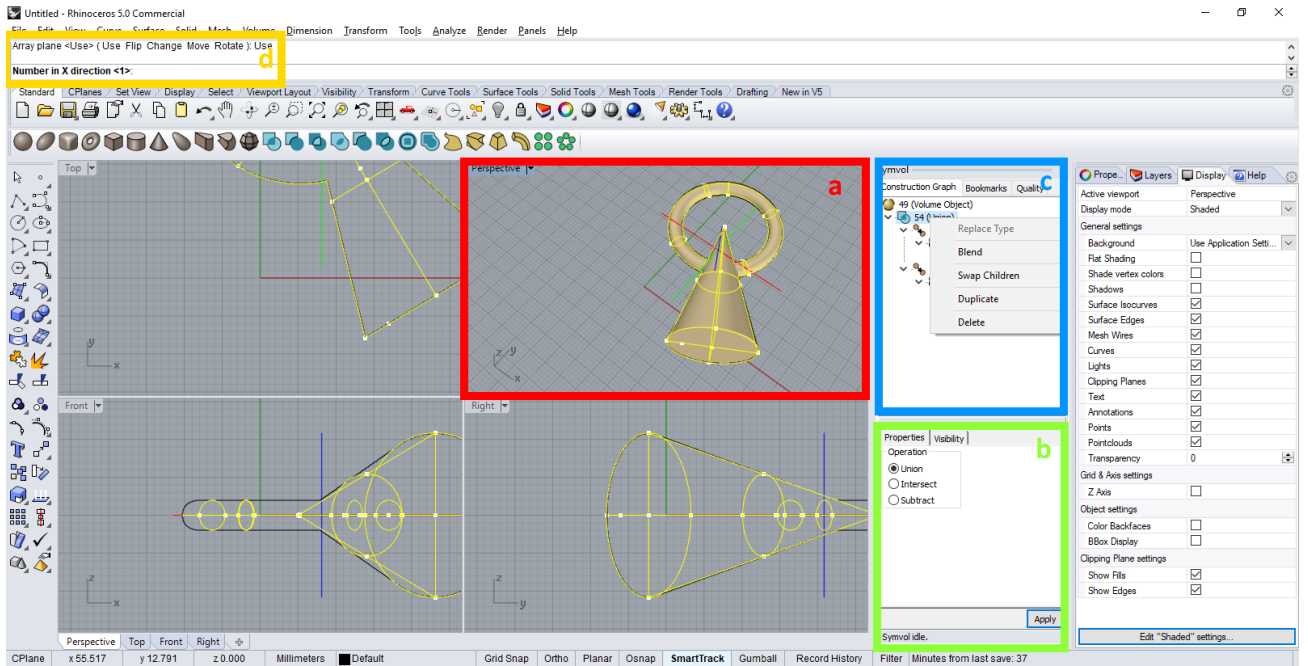 Untitled - Rhinoceros 5.0 Commercial
File Edit View Curve Surface Solid Mesh Volume Dimension Transform Tools Analyze Render Panels Help
Array plane <Use> ( Use Flip Change Move Rotate ): Use
d
Number in X direction <1>:
Standard CPlanes Set View Display Select Viewport Layout Visibility Transform Curve Tools Surface Tools Solid Tools Mesh Tools Render Tools Drafting New in V5
Top
Perspective
a
ymvol
Construction Graph Bookmarks Quality
c
49 (Volume Object)
54 (Union)
Replace Type
Blend
Swap Children
Duplicate
Delete
Prope... Layers Display Help
Active viewport Perspective
Display mode Shaded
General settings
Background Use Application Setti...
Flat Shading
Shade vertex colors
Shadows
Surface Isocurves
Surface Edges
Mesh Wires
Curves
Lights
Clipping Planes
Text
Annotations
Points
Pointclouds
Transparency 0
Grid & Axis settings
Z Axis
Object settings
Color Backfaces
BBox Display
Clipping Plane settings
Show Fills
Show Edges
Edit "Shaded" settings...
y
x
z y
x
Front
Right
Properties Visibility
b
Operation
Union
Intersect
Subtract
z
x
z
y
Apply
Symvol idle.
Perspective Top Front Right
CPlane x 55.517 y 12.791 z 0.000 Millimeters Default Grid Snap Ortho Planar Osnap SmartTrack Gumball Record History Filter Minutes from last save: 37